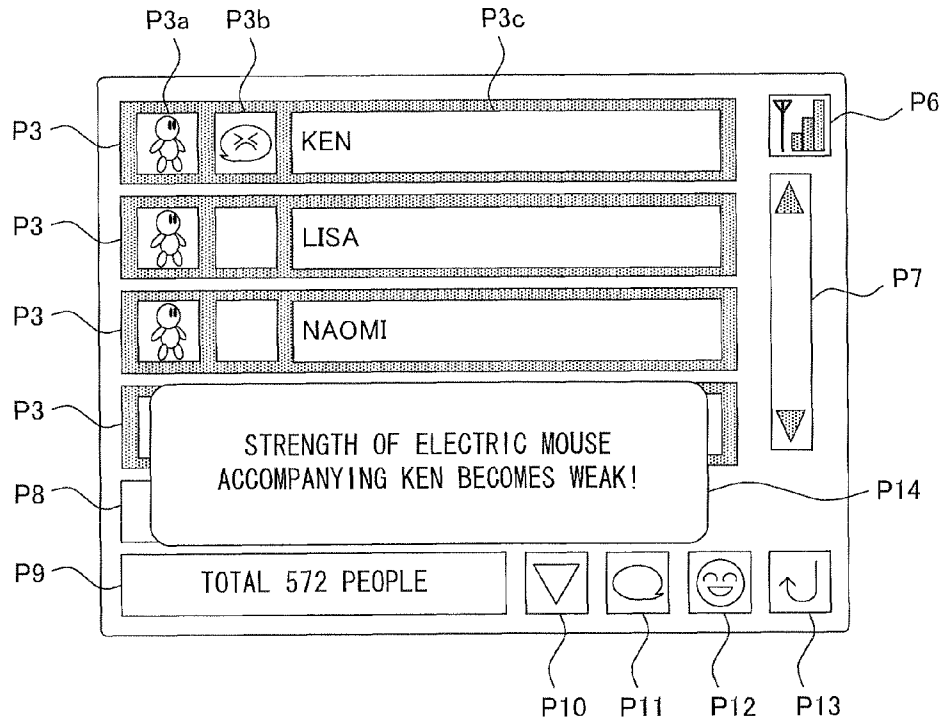 P3a
P3b
P3c
P6
P3
KEN
P3
LISA
P7
P3
NAOMI
P3
STRENGTH OF ELECTRIC MOUSE
ACCOMPANYING KEN BECOMES WEAK!
P8
P14
P9
TOTAL 572 PEOPLE
P10
P11
P12
P13